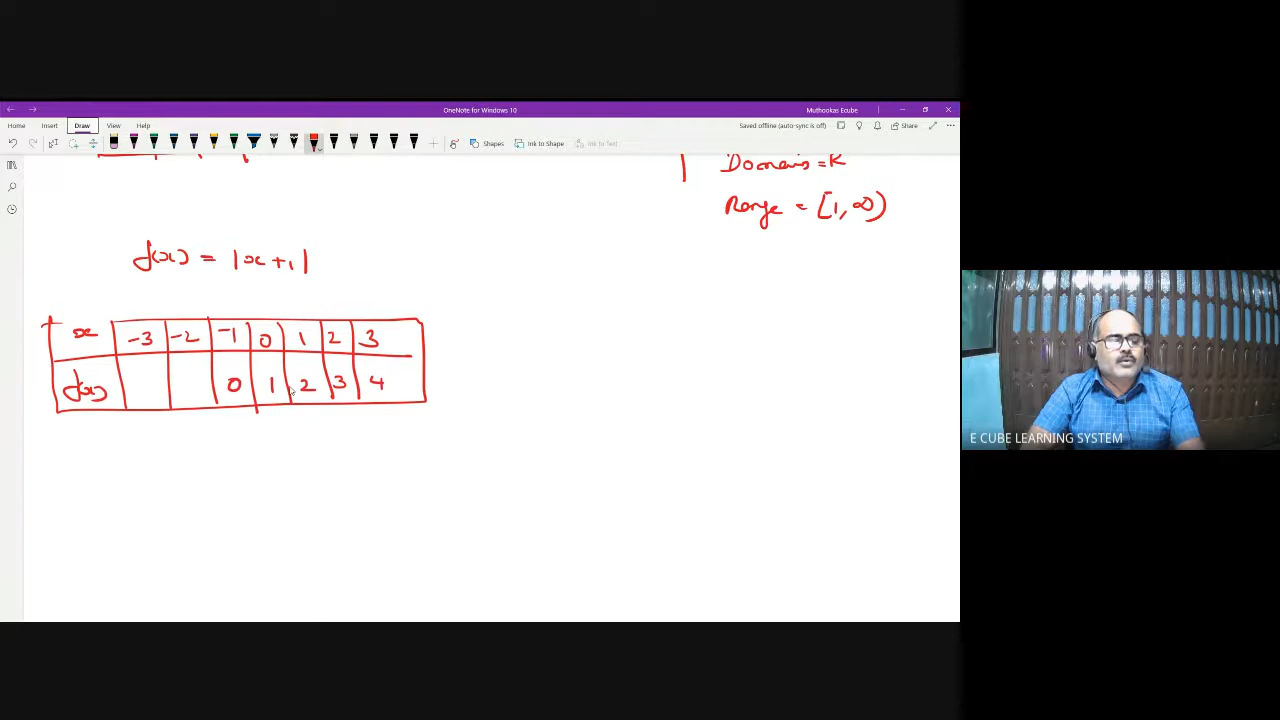 OneNote for Windows 10
Muthookas Ecube
Home Insert Draw View Help
Saved offline (auto-sync is off) Share
Shapes Ink to Shape Ink to Text
Domain = R
Range = [1, ∞)
f(x) = |x+1|
x -3 -2 -1 0 1 2 3
f(x) 0 1 2 3 4
E CUBE LEARNING SYSTEM